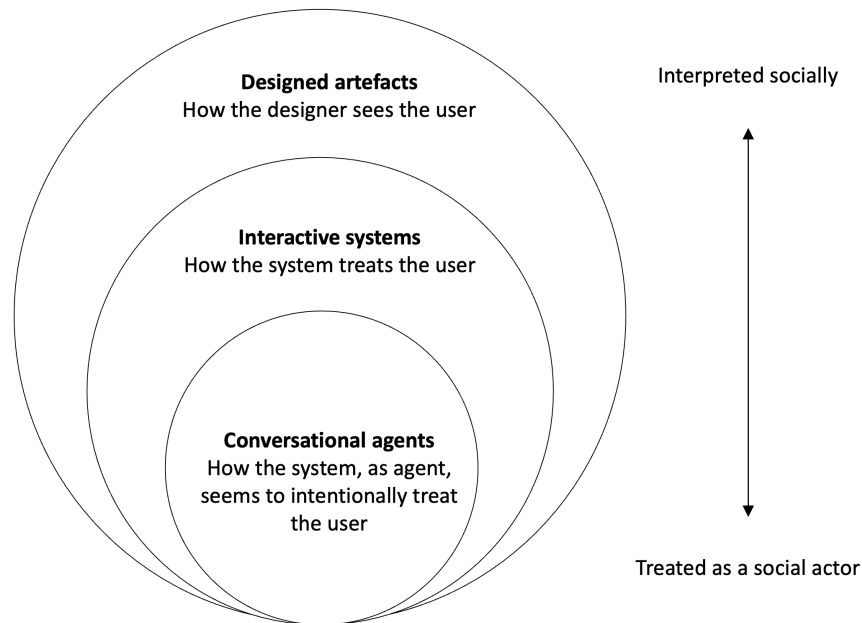 Designed artefacts
How the designer sees the user
Interpreted socially
Interactive systems
How the system treats the user
Conversational agents
How the system, as agent,
seems to intentionally treat
the user
Treated as a social actor